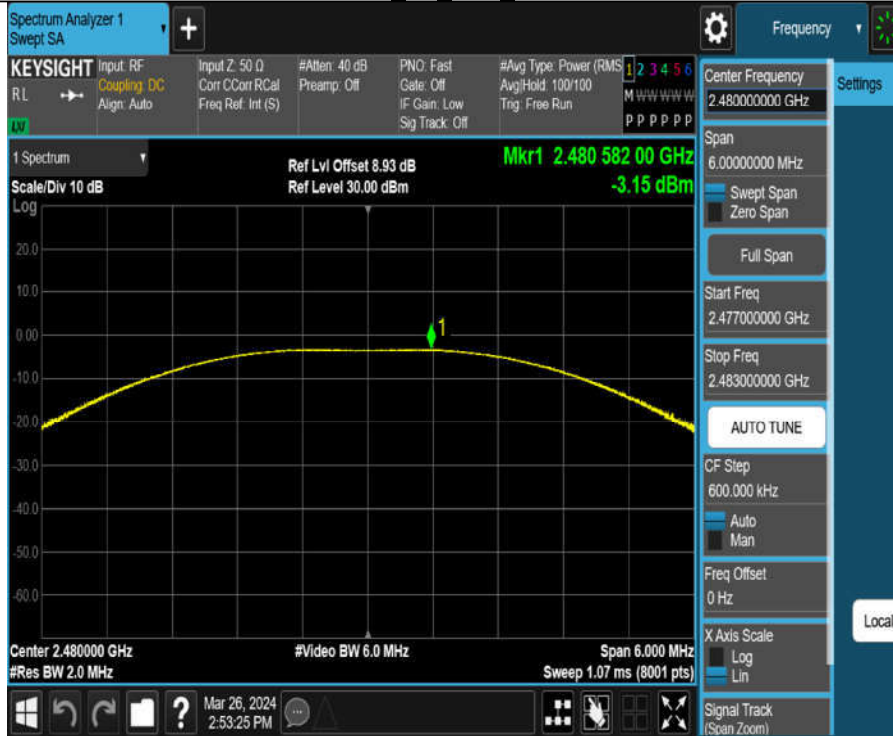 Spectrum Analyzer 1
Swept SA
+
Frequency
KEYSIGHT
RL
LXI
Input: RF
Coupling: DC
Align: Auto
Input Z: 50 Ω
Corr CCorr RCal
Freq Ref: Int (S)
#Atten: 40 dB
Preamp: Off
PNO: Fast
Gate: Off
IF Gain: Low
Sig Track: Off
#Avg Type: Power (RMS
Avg|Hold: 100/100
Trig: Free Run
1 2 3 4 5 6
M W W W W W
P P P P P P
1 Spectrum
Scale/Div 10 dB
Log
Ref Lvl Offset 8.93 dB
Ref Level 30.00 dBm
Mkr1 2.480 582 00 GHz
-3.15 dBm
20.0
10.0
0.00
-10.0
-20.0
-30.0
-40.0
-50.0
-60.0
1
Center 2.480000 GHz
#Res BW 2.0 MHz
#Video BW 6.0 MHz
Span 6.000 MHz
Sweep 1.07 ms (8001 pts)
?
Mar 26, 2024
2:53:25 PM
Center Frequency
2.480000000 GHz
Span
6.00000000 MHz
Swept Span
Zero Span
Full Span
Start Freq
2.477000000 GHz
Stop Freq
2.483000000 GHz
AUTO TUNE
CF Step
600.000 kHz
Auto
Man
Freq Offset
0 Hz
X Axis Scale
Log
Lin
Signal Track
(Span Zoom)
Settings
Local